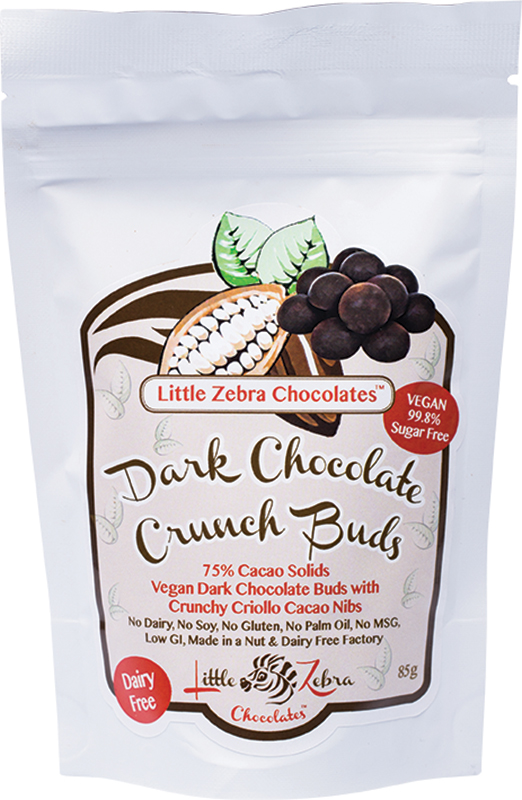 Little Zebra Chocolates™
VEGAN
99.8%
Sugar Free
Dark Chocolate
Crunch Buds
75% Cacao Solids
Vegan Dark Chocolate Buds with
Crunchy Criollo Cacao Nibs
No Dairy, No Soy, No Gluten, No Palm Oil, No MSG,
Low GI, Made in a Nut & Dairy Free Factory
Dairy
Free
Little Zebra
Chocolates™
85g